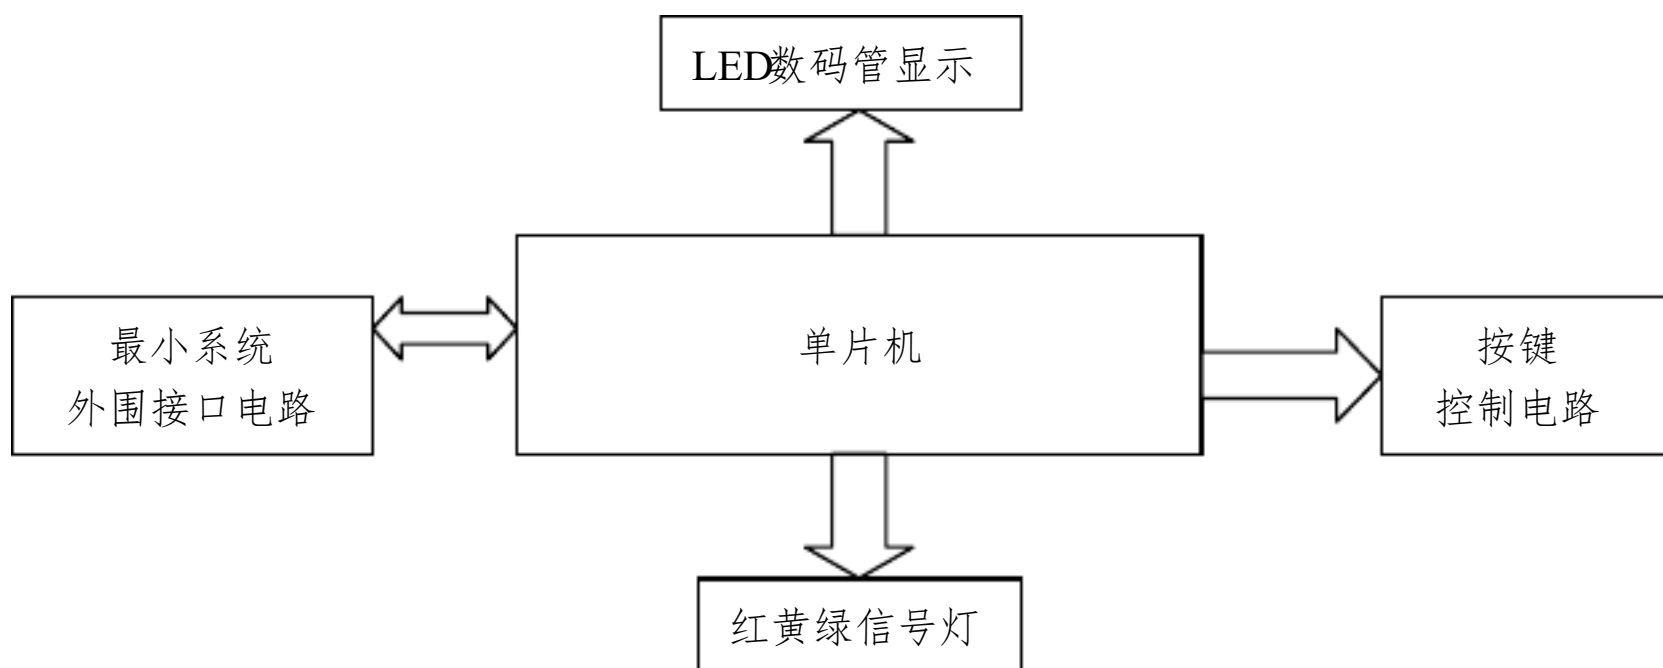 LED数码管显示
最小系统
外围接口电路
单片机
按键
控制电路
红黄绿信号灯